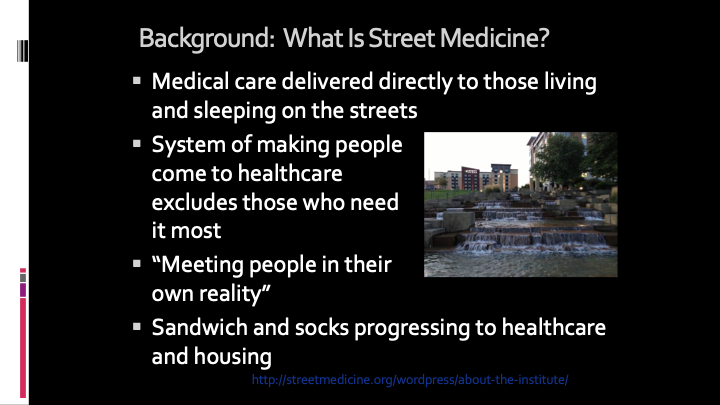 Background: What Is Street Medicine?
▪ Medical care delivered directly to those living
and sleeping on the streets
▪ System of making people
come to healthcare
excludes those who need
it most
▪ “Meeting people in their
own reality”
▪ Sandwich and socks progressing to healthcare
and housing
http://streetmedicine.org/wordpress/about-the-institute/